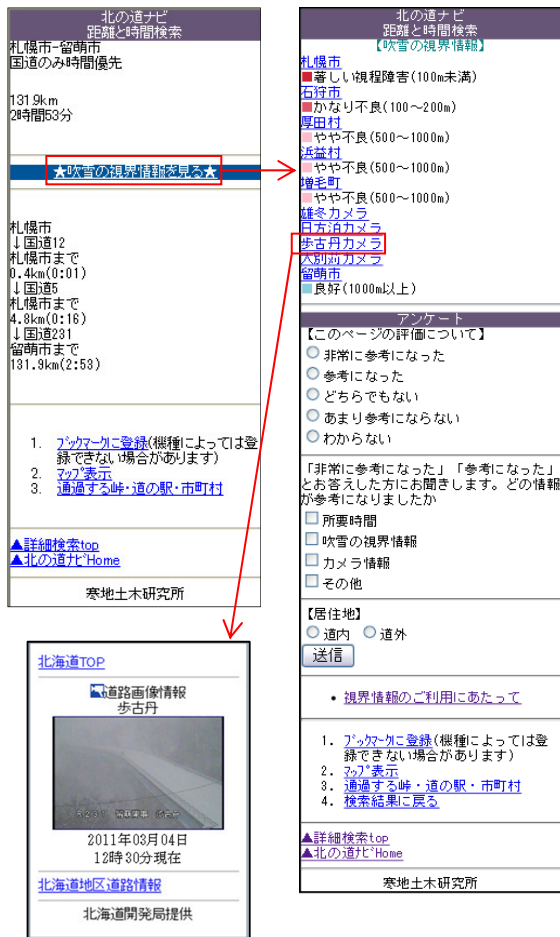 北の道ナビ
距離と時間検索
札幌市-留萌市
国道のみ時間優先
131.9km
2時間53分
★吹雪の視界情報を見る★
札幌市
↓国道12
札幌市まで
0.4km(0:01)
↓国道5
札幌市まで
4.8km(0:16)
↓国道231
留萌市まで
131.9km(2:53)
1. ブックマークに登録(機種によっては登
録できない場合があります)
2. マップ表示
3. 通過する峠・道の駅・市町村
▲詳細検索top
▲北の道ナビHome
寒地土木研究所
北の道ナビ
距離と時間検索
【吹雪の視界情報】
札幌市
■著しい視程障害(100m未満)
石狩市
■かなり不良(100～200m)
厚田村
■やや不良(500～1000m)
浜益村
■やや不良(500～1000m)
増毛町
■やや不良(500～1000m)
雄冬カメラ
日方泊カメラ
歩古丹カメラ
大別苅カメラ
留萌市
■良好(1000m以上)
アンケート
【このページの評価について】
非常に参考になった
参考になった
どちらでもない
あまり参考にならない
わからない
「非常に参考になった」「参考になった」
とお答えした方にお聞きします。どの情報
が参考になりましたか
所要時間
吹雪の視界情報
カメラ情報
その他
【居住地】
道内 道外
送信
・ 視界情報のご利用にあたって
1. ブックマークに登録(機種によっては登
録できない場合があります)
2. マップ表示
3. 通過する峠・道の駅・市町村
4. 検索結果に戻る
▲詳細検索top
▲北の道ナビHome
寒地土木研究所
北海道TOP
道路画像情報
歩古丹
2011年03月04日
12時30分現在
北海道地区道路情報
北海道開発局提供